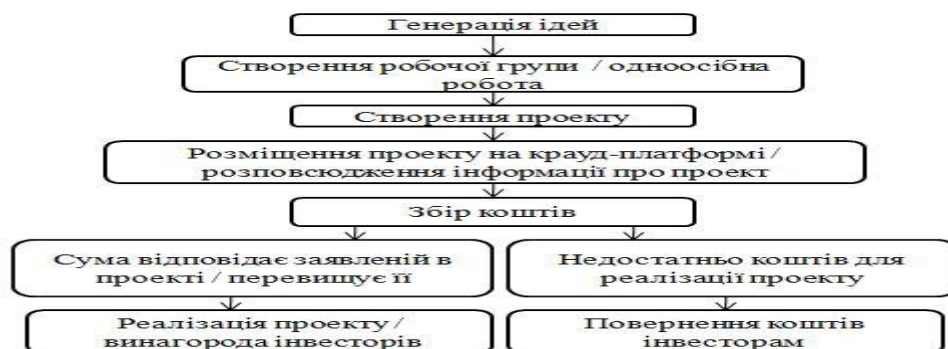 Генерація ідей
Створення робочої групи / одноосібна
робота
Створення проекту
Розміщення проекту на крауд-платформі /
розповсюдження інформації про проект
Збір коштів
Сума відповідає заявленій в
проекті / перевищує її
Недостатньо коштів для
реалізації проекту
Реалізація проекту /
винагорода інвесторів
Повернення коштів
інвесторам